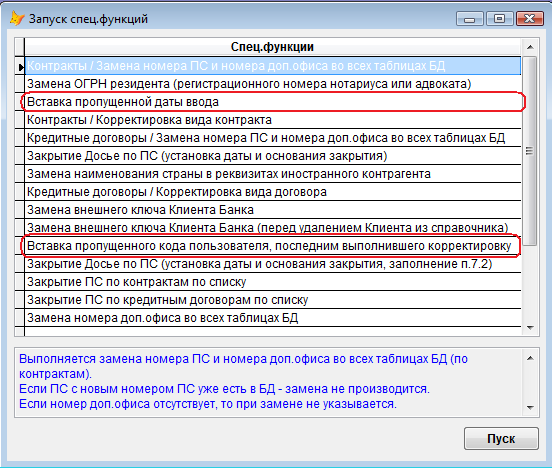 Запуск спец.функций
Спец.функции
Контракты / Замена номера ПС и номера доп.офиса во всех таблицах БД
Замена ОГРН резидента (регистрационного номера нотариуса или адвоката)
Вставка пропущенной даты ввода
Контракты / Корректировка вида контракта
Кредитные договоры / Замена номера ПС и номера доп.офиса во всех таблицах БД
Закрытие Досье по ПС (установка даты и основания закрытия)
Замена наименования страны в реквизитах иностранного контрагента
Кредитные договоры / Корректировка вида договора
Замена внешнего ключа Клиента Банка
Замена внешнего ключа Клиента Банка (перед удалением Клиента из справочника)
Вставка пропущенного кода пользователя, последним выполнившего корректировку
Закрытие Досье по ПС (установка даты и основания закрытия, заполнение п.7.2)
Закрытие ПС по контрактам по списку
Закрытие ПС по кредитным договорам по списку
Замена номера доп.офиса во всех таблицах БД
Выполняется замена номера ПС и номера доп.офиса во всех таблицах БД (по
контрактам).
Если ПС с новым номером ПС уже есть в БД - замена не производится.
Если номер доп.офиса отсутствует, то при замене не указывается.
Пуск